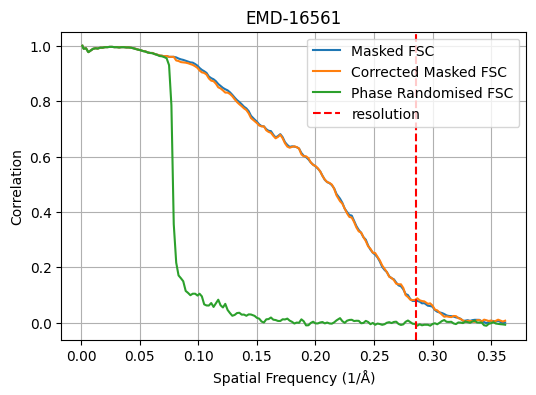 EMD-16561
Masked FSC
Corrected Masked FSC
Phase Randomised FSC
resolution
Correlation
1.0
0.8
0.6
0.4
0.2
0.0
0.00 0.05 0.10 0.15 0.20 0.25 0.30 0.35
Spatial Frequency (1/Å)